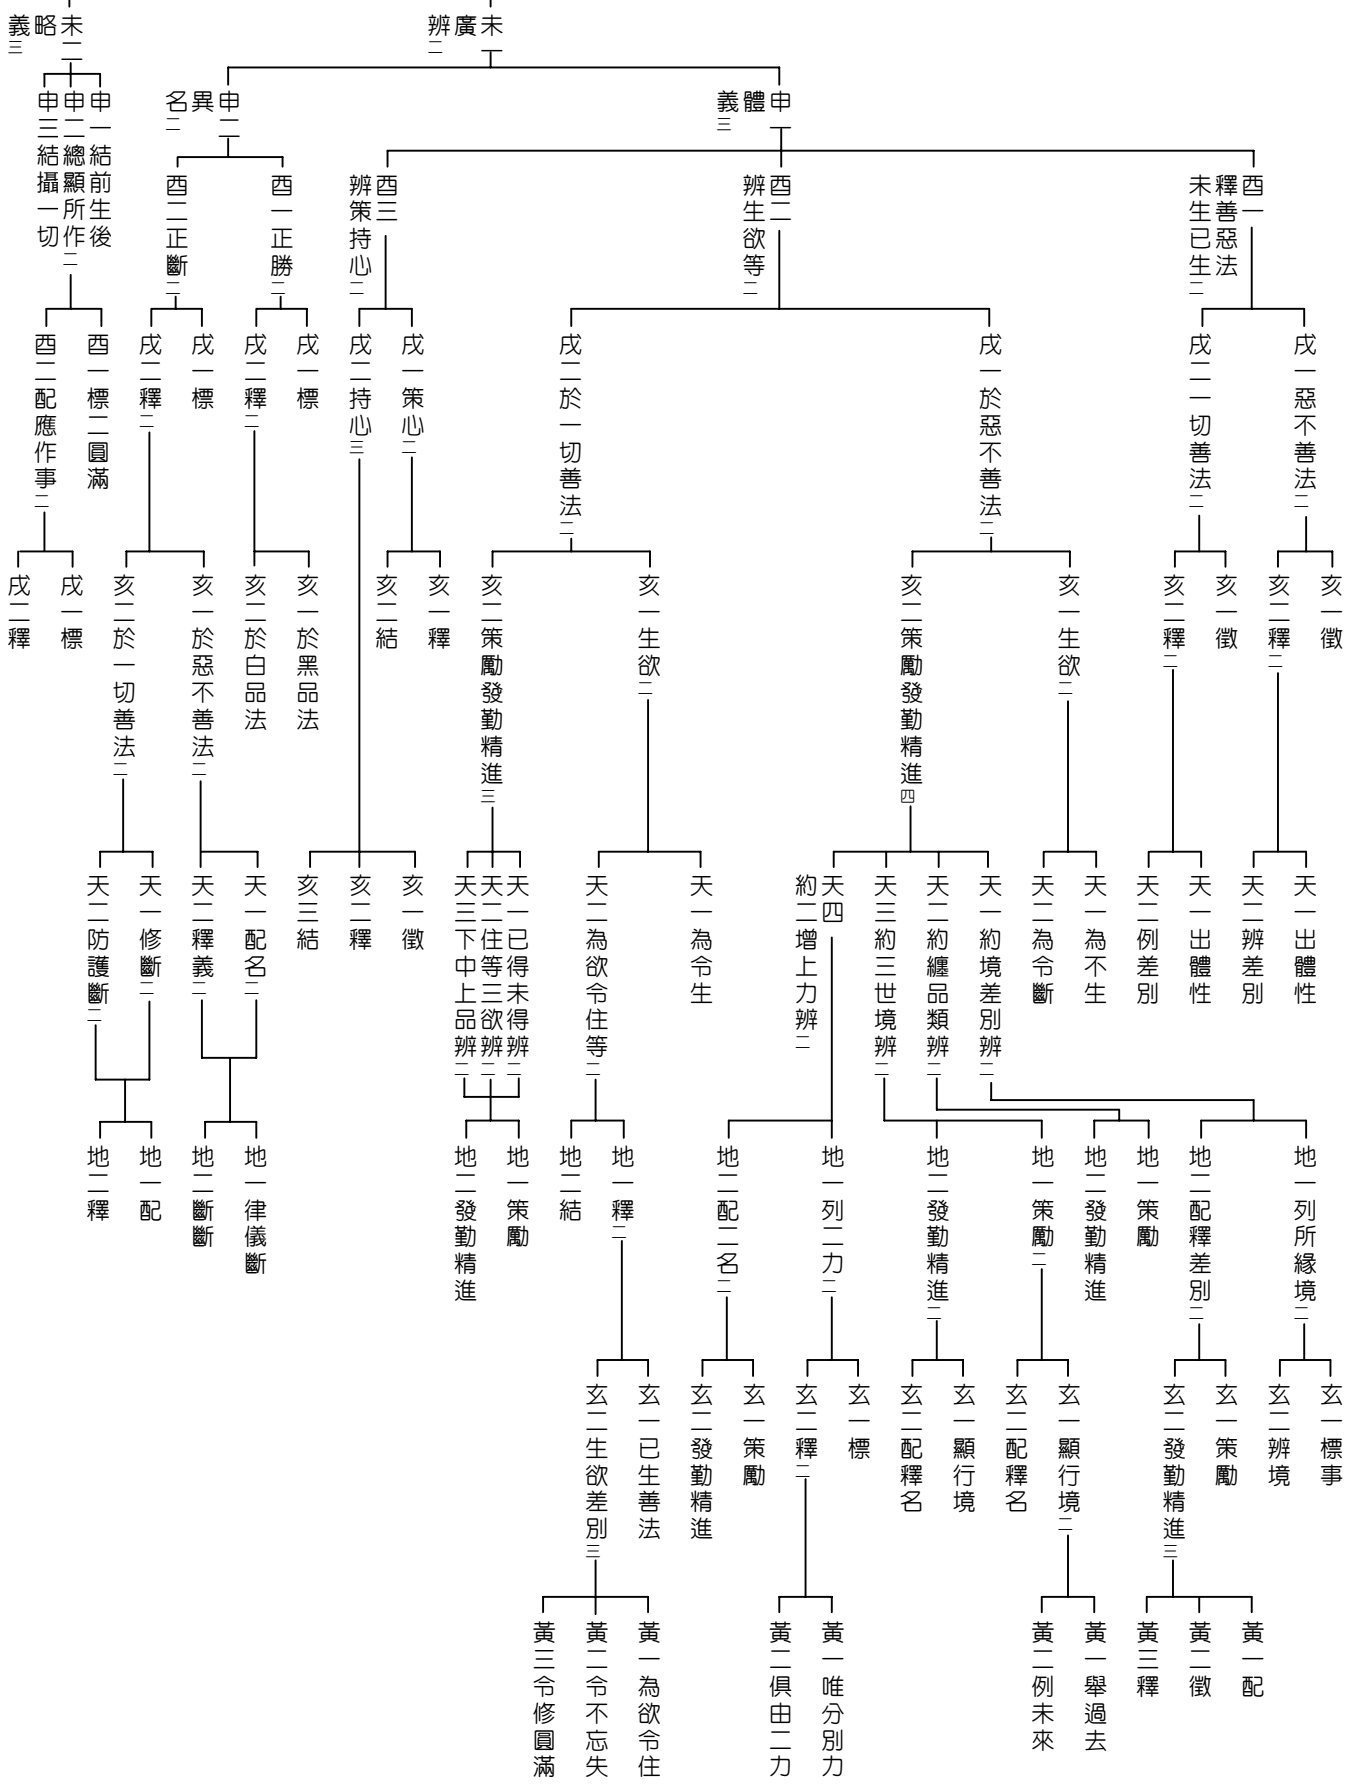 未一廣辨二
未二略義三
申一體義三
申二異名二
申一結前生後
申二總顯所作二
申三結攝一切
酉一釋善惡法未生已生二
酉二辨生欲等二
酉三辨策持心二
酉一正勝二
酉二正斷二
戌一惡不善法二
戌二一切善法二
戌一於惡不善法二
戌二於一切善法二
戌一策心二
戌二持心三
戌一標
戌二釋二
戌一標
戌二釋二
酉一標二圓滿
酉二配應作事二
亥一徵
亥二釋二
亥一徵
亥二釋二
亥一生欲二
亥二策勵發勤精進四
亥一生欲二
亥二策勵發勤精進三
亥一釋
亥二結
亥一於黑品法
亥二於白品法
亥一於惡不善法二
亥二於一切善法二
戌一標
戌二釋
天一出體性
天二辨差別
天一出體性
天二例差別
天一為不生
天二為令斷
天一約境差別辨二
天二約纏品類辨二
天三約三世境辨二
天四約二增上力辨二
天一為令生
天二為欲令住等二
天一已得未得辨二
天二住等三欲辨二
天三下中上品辨二
亥一徵
亥二釋
亥三結
天一配名二
天二釋義二
天一修斷二
天二防護斷二
地一列所緣境二
地二配釋差別二
地一策勵
地二發勤精進
地一策勵二
地二發勤精進二
地一列二力二
地二配二名二
地一釋二
地二結
地一策勵
地二發勤精進
地一律儀斷
地二斷斷
地一配
地二釋
玄一標事
玄二辨境
玄一策勵
玄二發勤精進三
玄一顯行境二
玄二配釋名
玄一顯行境
玄二配釋名
玄一標
玄二釋二
玄一策勵
玄二發勤精進
玄一已生善法
玄二生欲差別三
黃一配
黃二徵
黃三釋
黃一舉過去
黃二例未來
黃一唯分別力
黃二俱由二力
黃一為欲令住
黃二令不忘失
黃三令修圓滿